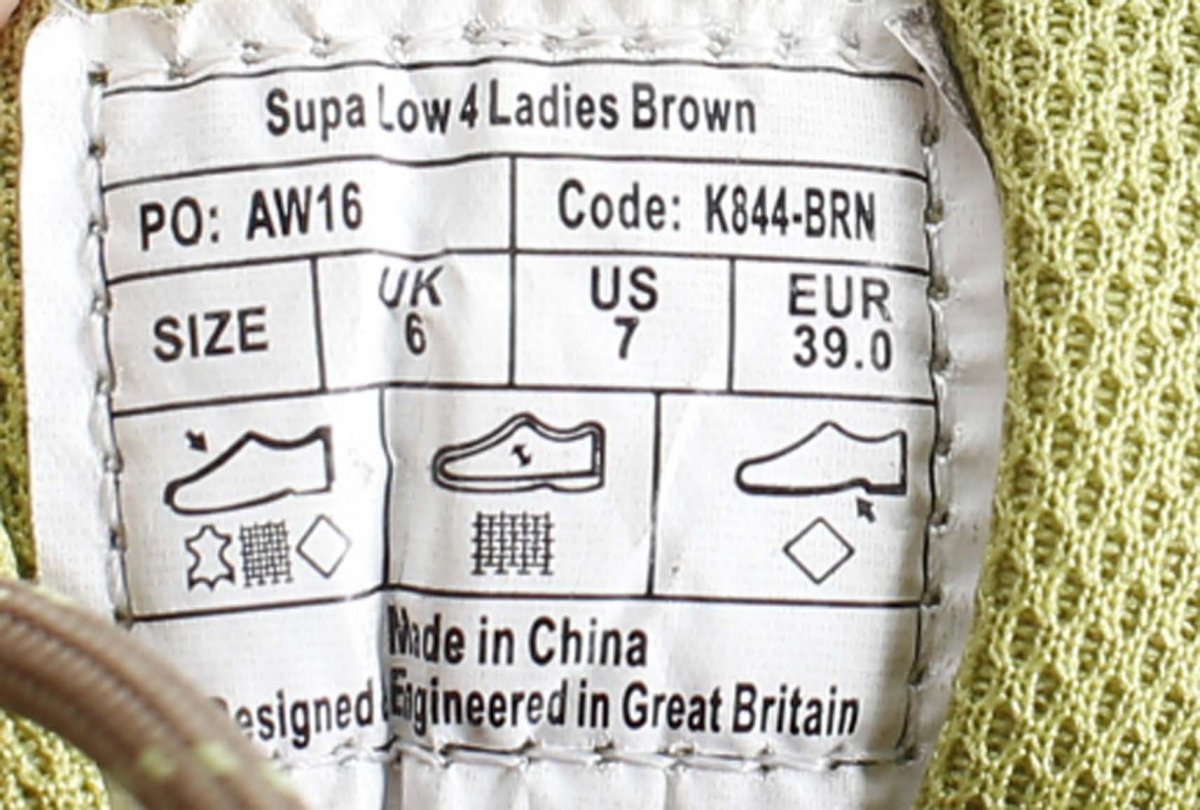 Supa Low 4 Ladies Brown
PO: AW16 Code: K844-BRN
SIZE UK 6 US 7 EUR 39.0
Made in China
Designed Engineered in Great Britain